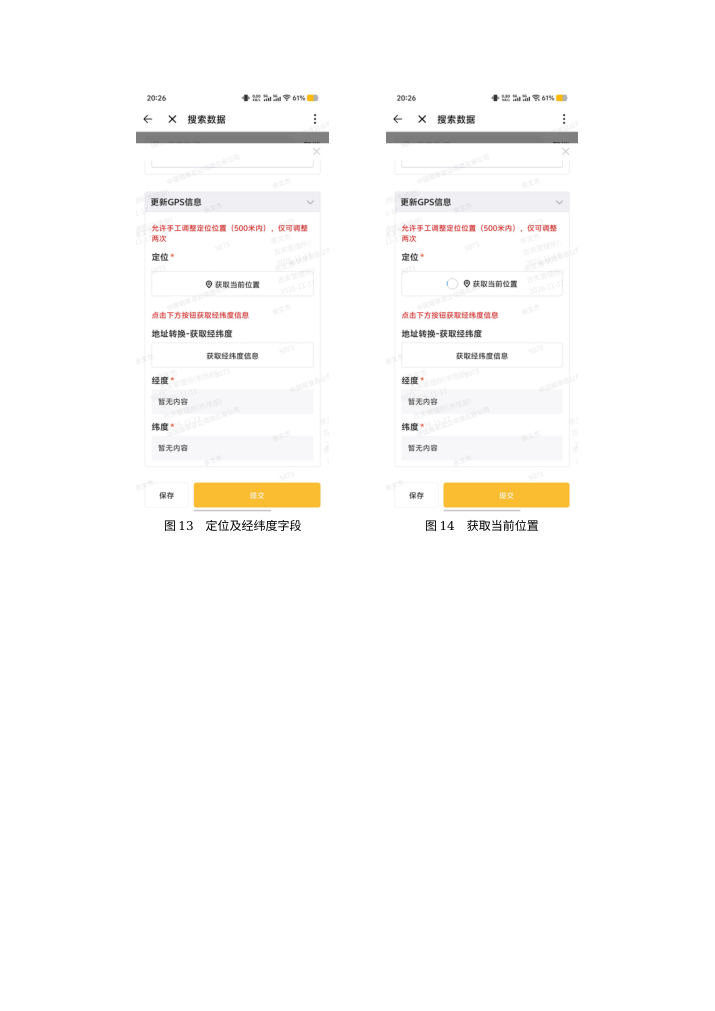 20:26
61%
搜索数据
更新GPS信息
允许手工调整定位位置（500米内），仅可调整
两次
定位*
获取当前位置
点击下方按钮获取经纬度信息
地址转换-获取经纬度
获取经纬度信息
经度*
暂无内容
纬度*
暂无内容
保存
提交
图13 定位及经纬度字段
20:26
61%
搜索数据
更新GPS信息
允许手工调整定位位置（500米内），仅可调整
两次
定位*
获取当前位置
点击下方按钮获取经纬度信息
地址转换-获取经纬度
获取经纬度信息
经度*
暂无内容
纬度*
暂无内容
保存
提交
图14 获取当前位置